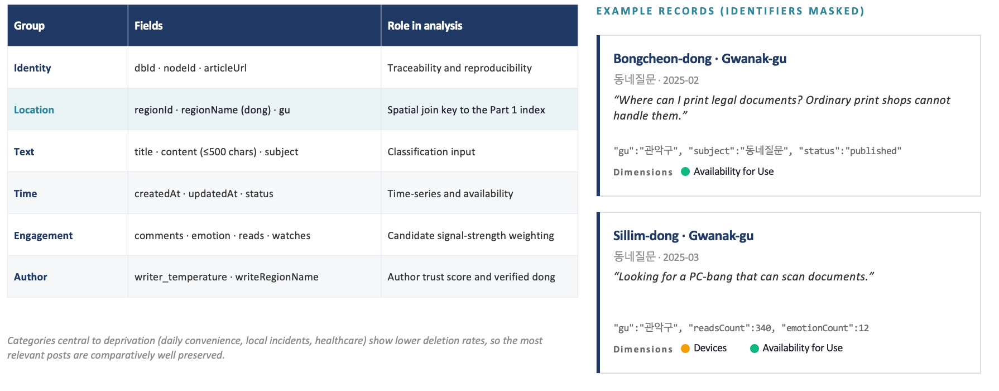 Group Fields Role in analysis
Identity dbId · nodeId · articleUrl Traceability and reproducibility
Location regionId · regionName (dong) · gu Spatial join key to the Part 1 index
Text title · content (≤500 chars) · subject Classification input
Time createdAt · updatedAt · status Time-series and availability
Engagement comments · emotion · reads · watches Candidate signal-strength weighting
Author writer_temperature · writeRegionName Author trust score and verified dong
Categories central to deprivation (daily convenience, local incidents, healthcare) show lower deletion rates, so the most
relevant posts are comparatively well preserved.
EXAMPLE RECORDS (IDENTIFIERS MASKED)
Bongcheon-dong · Gwanak-gu
동네질문 · 2025-02
“Where can I print legal documents? Ordinary print shops cannot
handle them.”
"gu":"관악구", "subject":"동네질문", "status":"published"
Dimensions Availability for Use
Sillim-dong · Gwanak-gu
동네질문 · 2025-03
“Looking for a PC-bang that can scan documents.”
"gu":"관악구", "readsCount":340, "emotionCount":12
Dimensions Devices Availability for Use